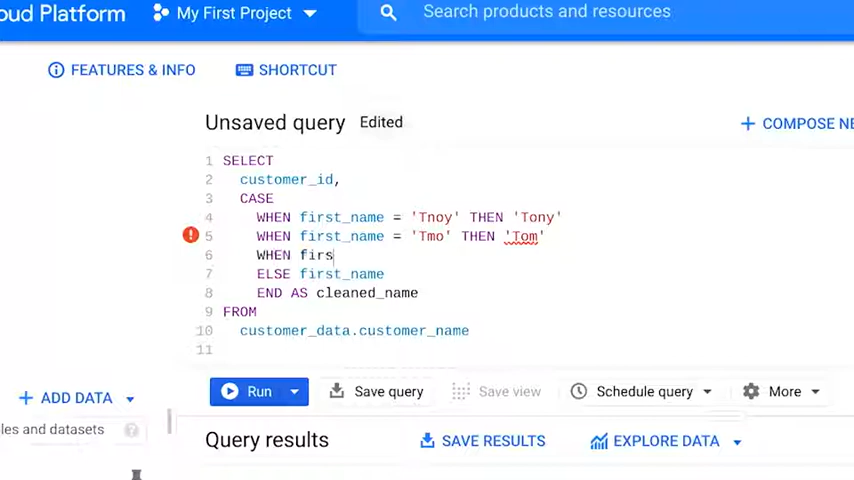 oud Platform My First Project Search products and resources
FEATURES & INFO SHORTCUT
Unsaved query Edited COMPOSE NE
1 SELECT
2 customer_id,
3 CASE
4 WHEN first_name = 'Tnoy' THEN 'Tony'
5 WHEN first_name = 'Tmo' THEN 'Tom'
6 WHEN firs
7 ELSE first_name
8 END AS cleaned_name
9 FROM
10 customer_data.customer_name
11
Run Save query Save view Schedule query More
ADD DATA
les and datasets
Query results SAVE RESULTS EXPLORE DATA